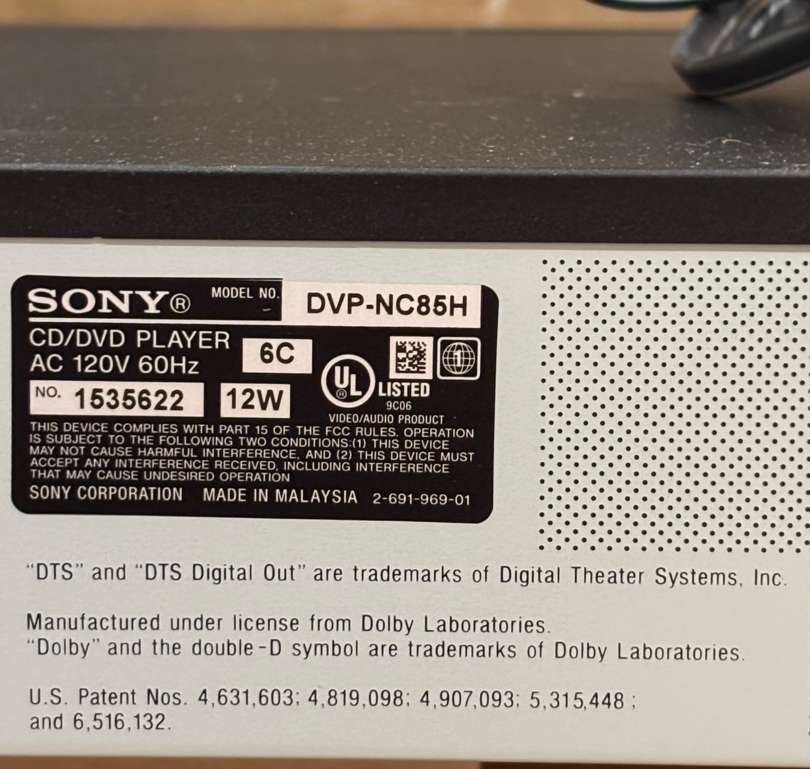 SONY® MODEL NO. DVP-NC85H
CD/DVD PLAYER
AC 120V 60Hz
6C
NO. 1535622 12W
UL ® LISTED
9C06
VIDEO/AUDIO PRODUCT
1
THIS DEVICE COMPLIES WITH PART 15 OF THE FCC RULES. OPERATION
IS SUBJECT TO THE FOLLOWING TWO CONDITIONS:(1) THIS DEVICE
MAY NOT CAUSE HARMFUL INTERFERENCE, AND (2) THIS DEVICE MUST
ACCEPT ANY INTERFERENCE RECEIVED, INCLUDING INTERFERENCE
THAT MAY CAUSE UNDESIRED OPERATION
SONY CORPORATION MADE IN MALAYSIA 2-691-969-01
"DTS" and "DTS Digital Out" are trademarks of Digital Theater Systems, Inc.
Manufactured under license from Dolby Laboratories.
"Dolby" and the double-D symbol are trademarks of Dolby Laboratories.
U.S. Patent Nos. 4,631,603; 4,819,098; 4,907,093; 5,315,448 ;
and 6,516,132.